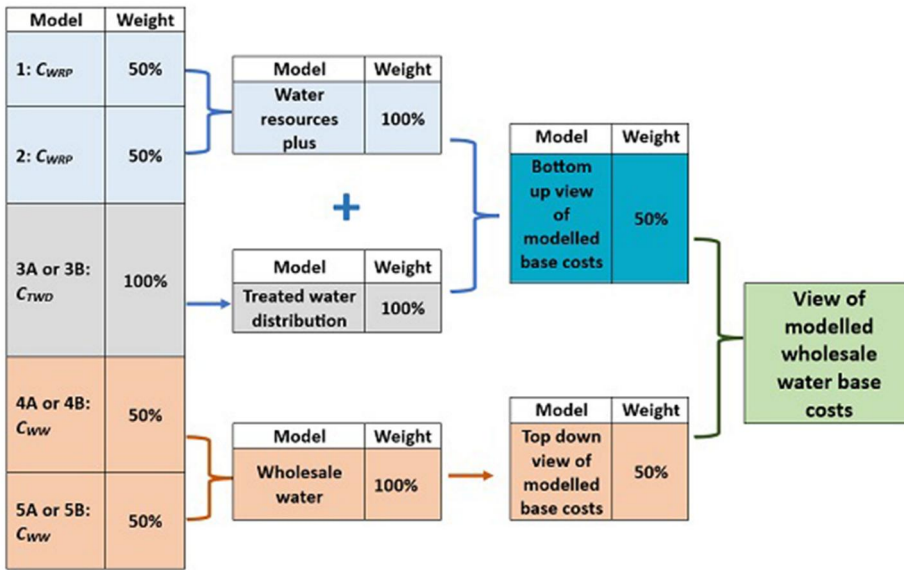 Model Weight
1: CWRP 50%
2: CWRP 50%
3A or 3B:
CTWD
100%
4A or 4B:
CWW
50%
5A or 5B:
CWW
50%
Model Weight
Water
resources
plus
100%
+
Model Weight
Treated water
distribution
100%
Model Weight
Wholesale
water
100%
Model Weight
Bottom
up view
of
modelled
base costs
50%
Model Weight
Top down
view of
modelled
base costs
50%
View of
modelled
wholesale
water base
costs